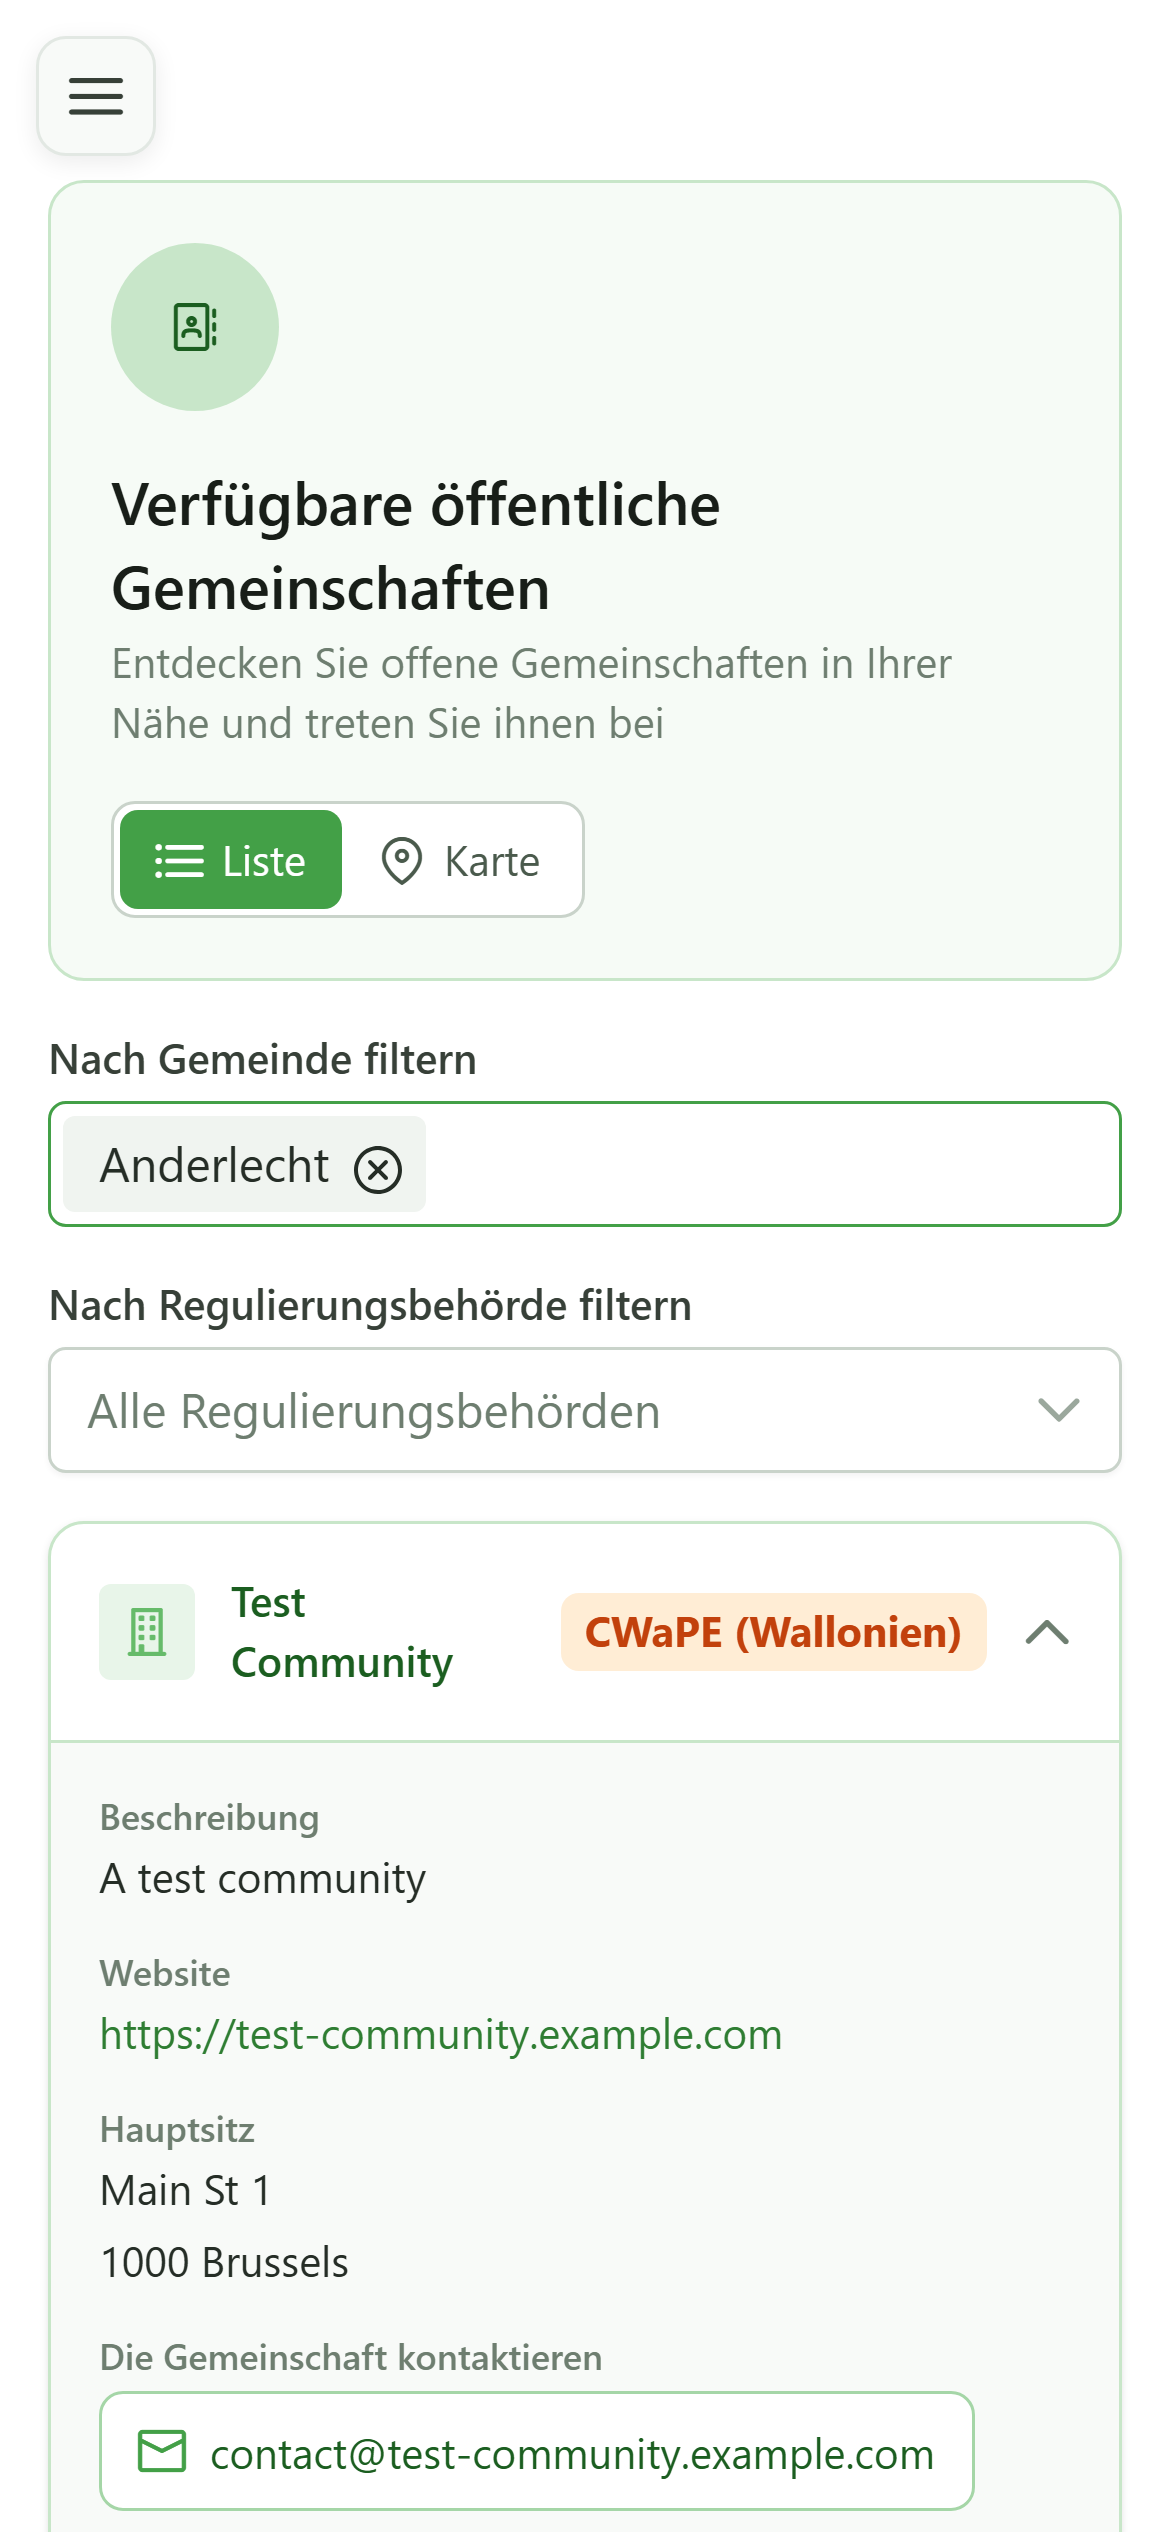 Verfügbare öffentliche
Gemeinschaften
Entdecken Sie offene Gemeinschaften in Ihrer
Nähe und treten Sie ihnen bei
Liste
Karte
Nach Gemeinde filtern
Anderlecht
Nach Regulierungsbehörde filtern
Alle Regulierungsbehörden
Test
Community
CWaPE (Wallonien)
Beschreibung
A test community
Website
https://test-community.example.com
Hauptsitz
Main St 1
1000 Brussels
Die Gemeinschaft kontaktieren
contact@test-community.example.com